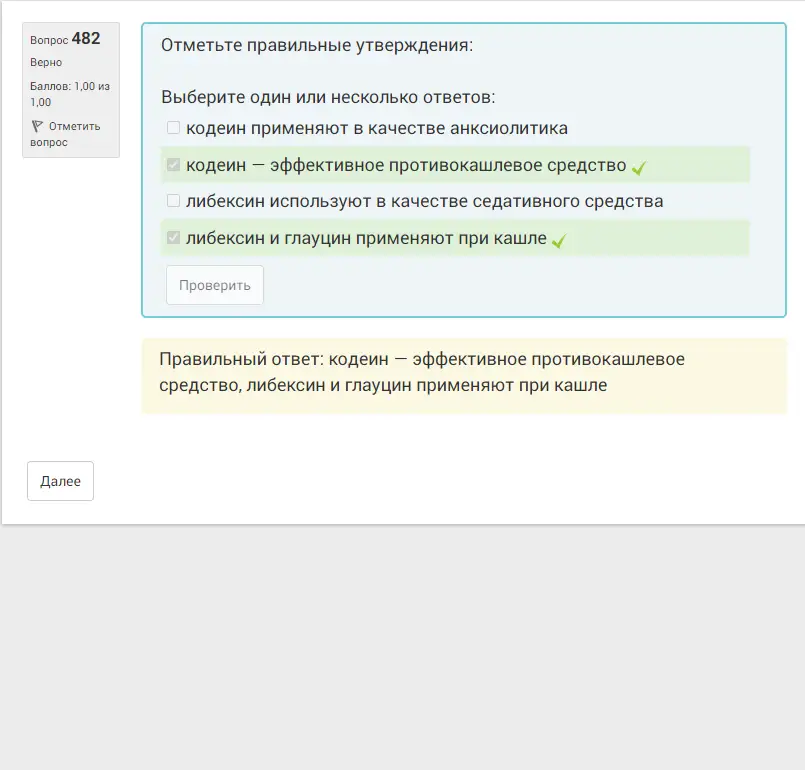 Вопрос 482
Верно
Баллов: 1,00 из
1,00
Отметить
вопрос
Отметьте правильные утверждения:
Выберите один или несколько ответов:
кодеин применяют в качестве анксиолитика
кодеин — эффективное противокашлевое средство
либексин используют в качестве седативного средства
либексин и глауцин применяют при кашле
Проверить
Правильный ответ: кодеин — эффективное противокашлевое
средство, либексин и глауцин применяют при кашле
Далее